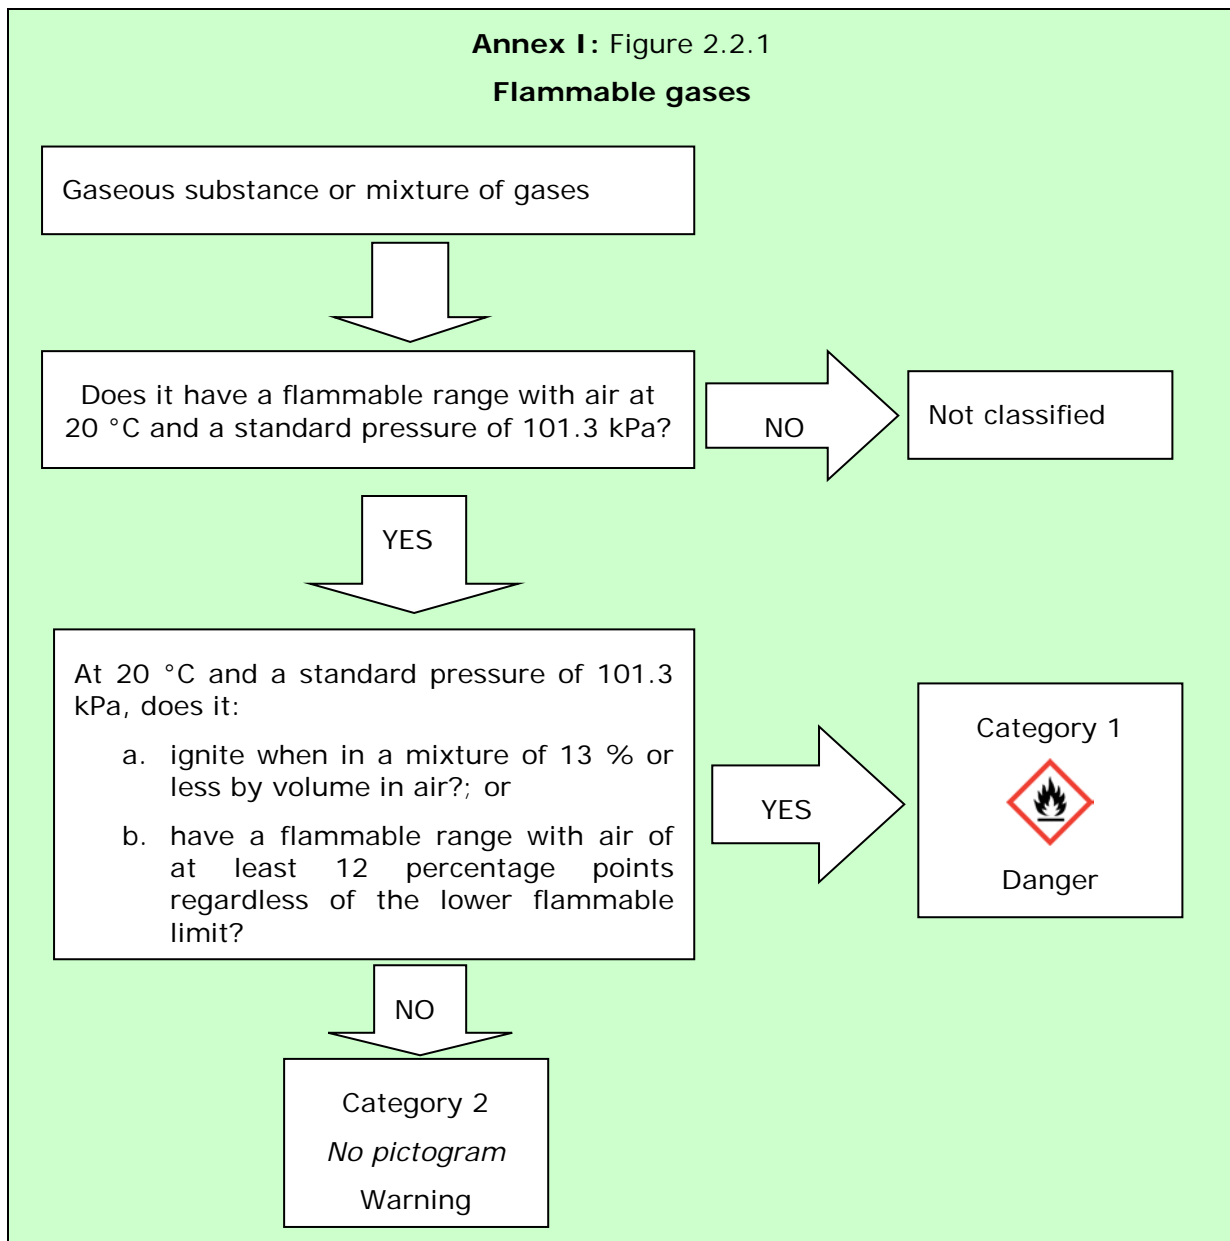 Annex I: Figure 2.2.1
Flammable gases
Gaseous substance or mixture of gases
Does it have a flammable range with air at
20 °C and a standard pressure of 101.3 kPa?
NO
Not classified
YES
At 20 °C and a standard pressure of 101.3
kPa, does it:
a. ignite when in a mixture of 13 % or
less by volume in air?; or
b. have a flammable range with air of
at least 12 percentage points
regardless of the lower flammable
limit?
YES
Category 1
Danger
NO
Category 2
No pictogram
Warning